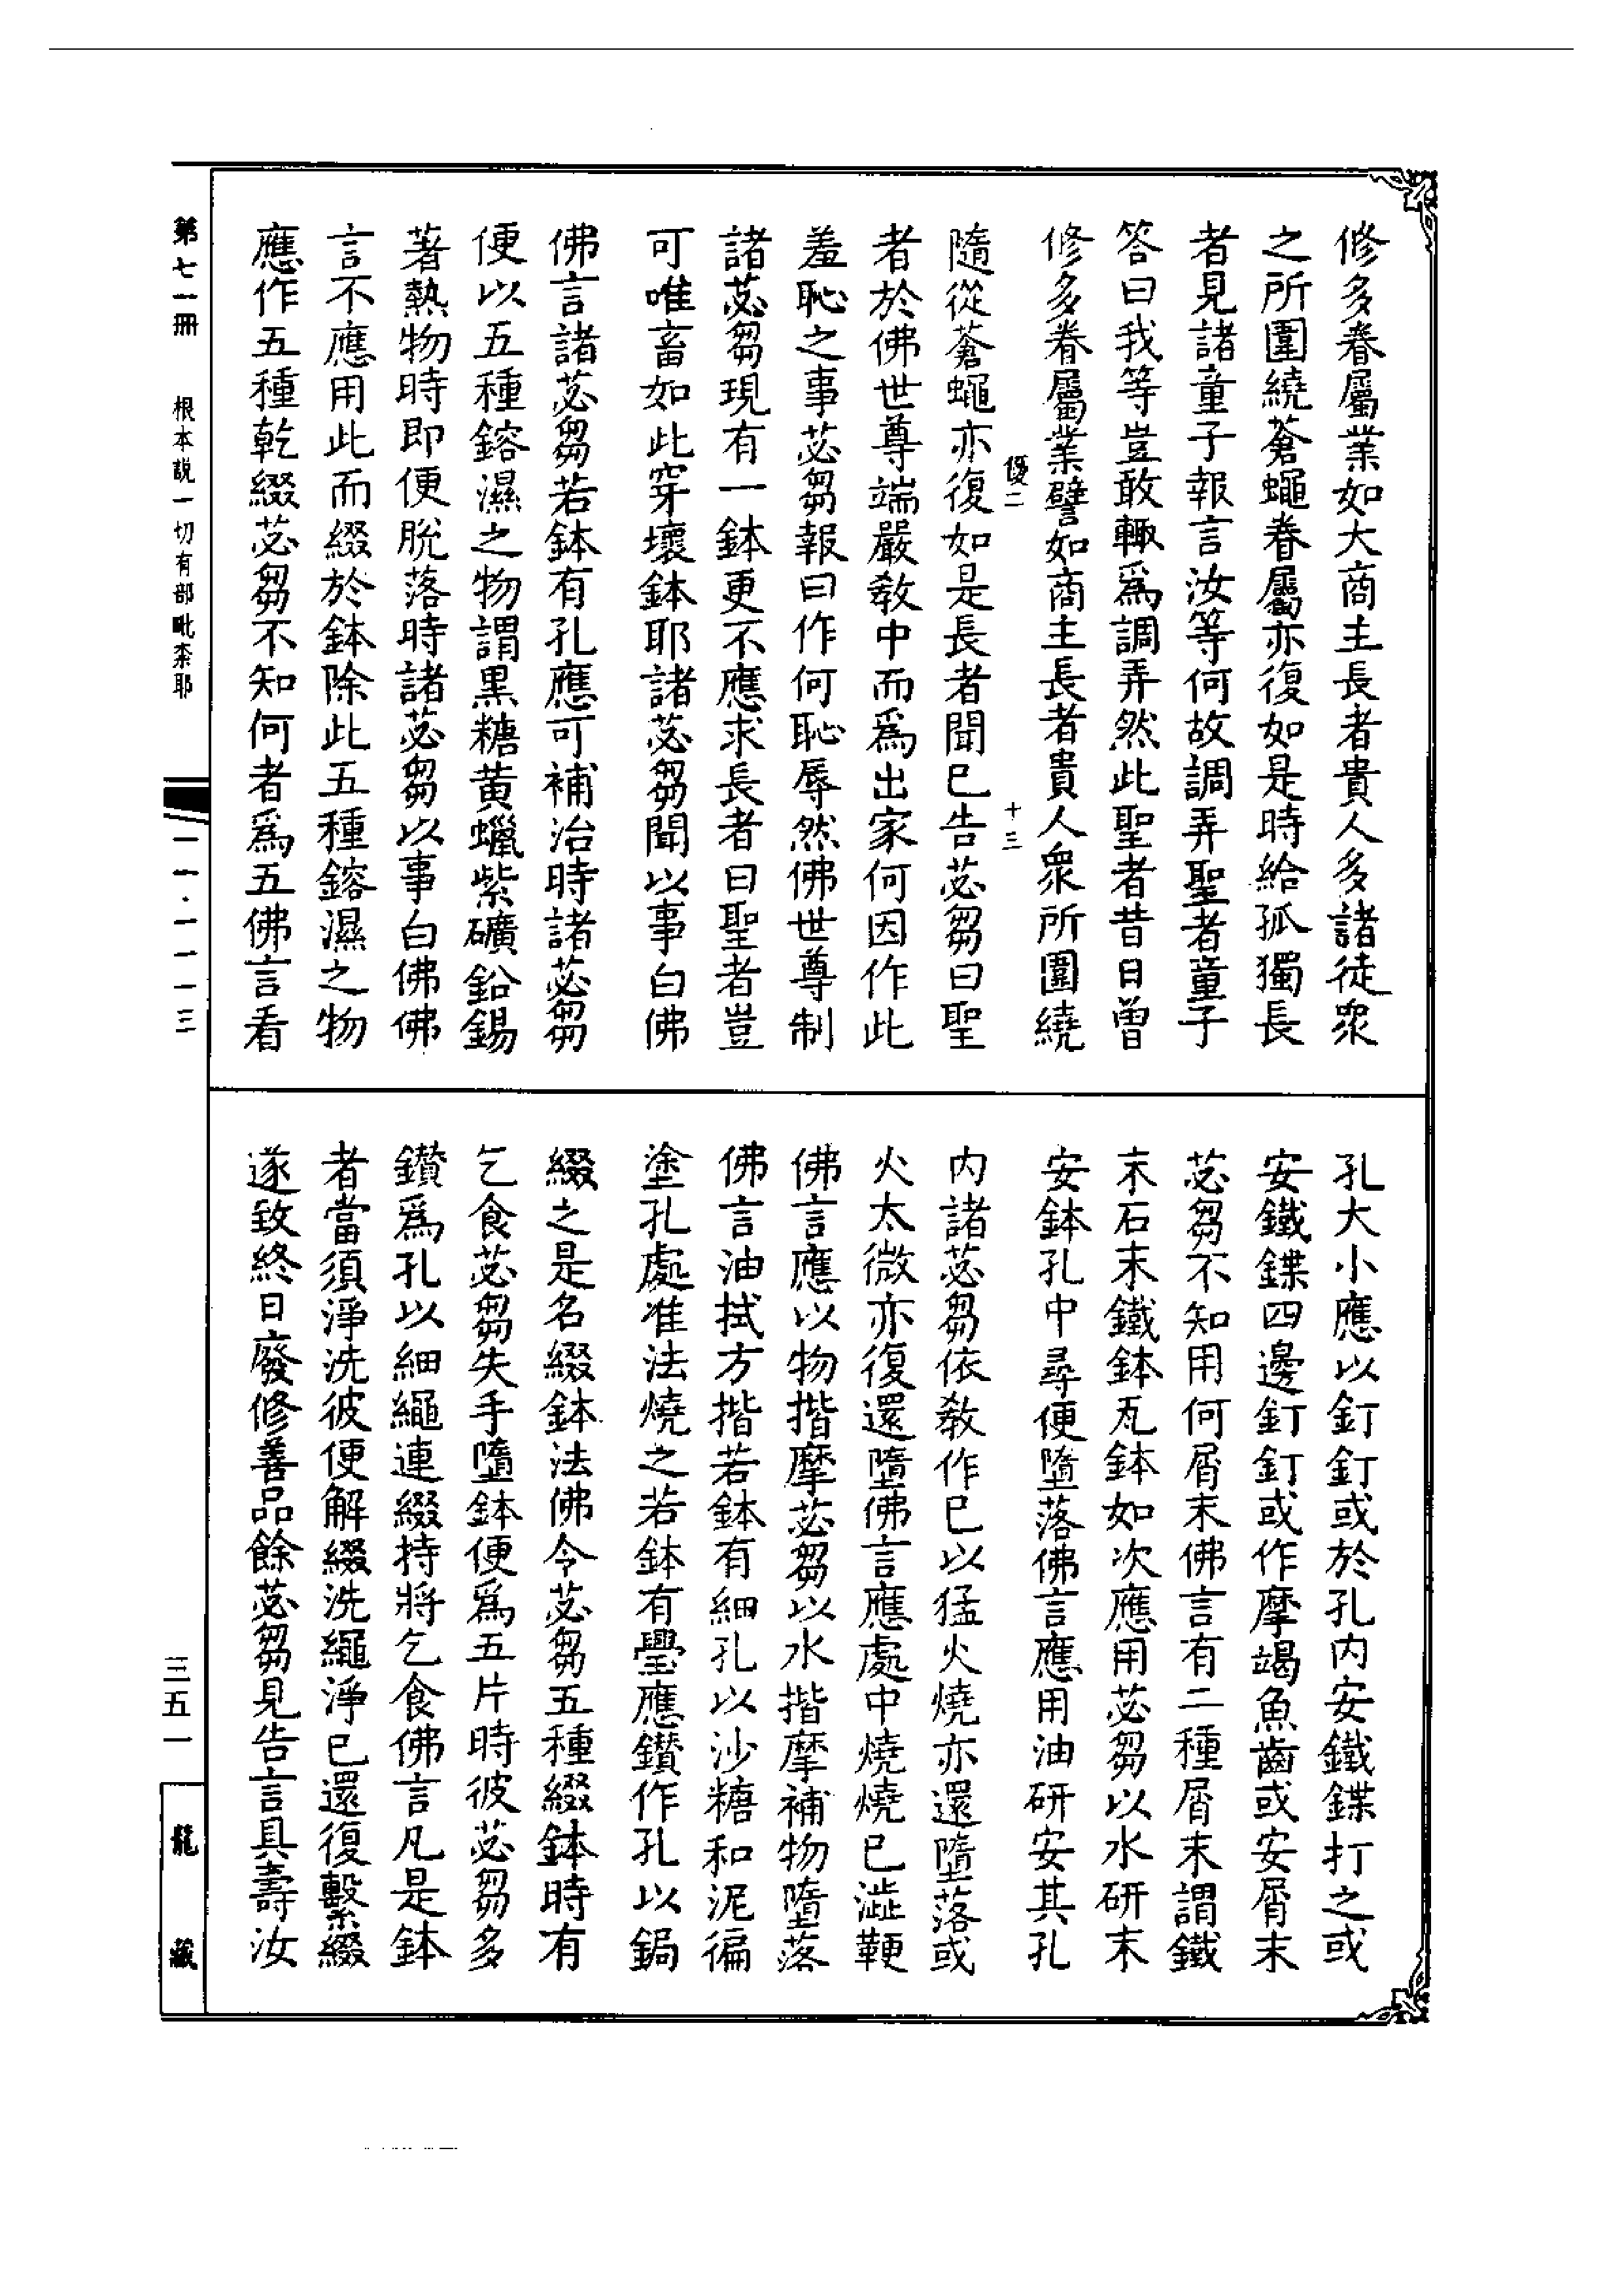 修多眷屬業如大商主長者貴人多諸徒衆
之所圍繞蒼蠅眷屬亦復如是時給孤獨長
者見諸童子報言汝等何故調弄聖者童子
答曰我等豈敢輙爲調弄然此聖者昔日曾
修多眷屬業譬如商主長者貴人衆所圍繞
優二
十三
隨從蒼蠅亦復如是長者聞已告苾芻曰聖
者於佛世尊端嚴教中而爲出家何因作此
羞恥之事苾芻報曰作何恥辱然佛世尊制
諸苾芻現有一鉢更不應求長者曰聖者豈
可唯畜如此穿壞鉢耶諸苾芻聞以事白佛
佛言諸苾芻若鉢有孔應可補治時諸苾芻
便以五種鎔濕之物謂黒糖黄蠟紫礦鉛錫
著熱物時即便脫落時諸苾芻以事白佛佛
言不應用此而綴於鉢除此五種鎔濕之物
應作五種乾綴苾芻不知何者爲五佛言看
孔大小應以釘釘或於孔内安鐵鍱打之或
安鐵鍱四邊釘釘或作摩竭魚齒或安屑末
苾芻不知用何屑末佛言有二種屑末謂鐵
末石末鐵鉢瓦鉢如次應用苾芻以水研末
安鉢孔中尋便墮落佛言應用油研安其孔
内諸苾芻依教作已以猛火燒亦還墮落或
火太微亦復還墮佛言應處中燒燒已澁鞕
佛言應以物揩摩苾芻以水揩摩補物墮落
佛言油拭方揩若鉢有細孔以沙糖和泥徧
塗孔處准法燒之若鉢有璺應鑚作孔以鍋
綴之是名綴鉢法佛令苾芻五種綴鉢時有
乞食苾芻失手墮鉢便爲五片時彼苾芻多
鑚爲孔以細繩連綴持將乞食佛言凡是鉢
者當須淨洗彼便解綴洗繩淨已還復繫綴
遂致終日廢修善品餘苾芻見告言具壽汝
第七一冊
根本説一切有部毗柰耶
一一·一一一三
三五一
龍藏